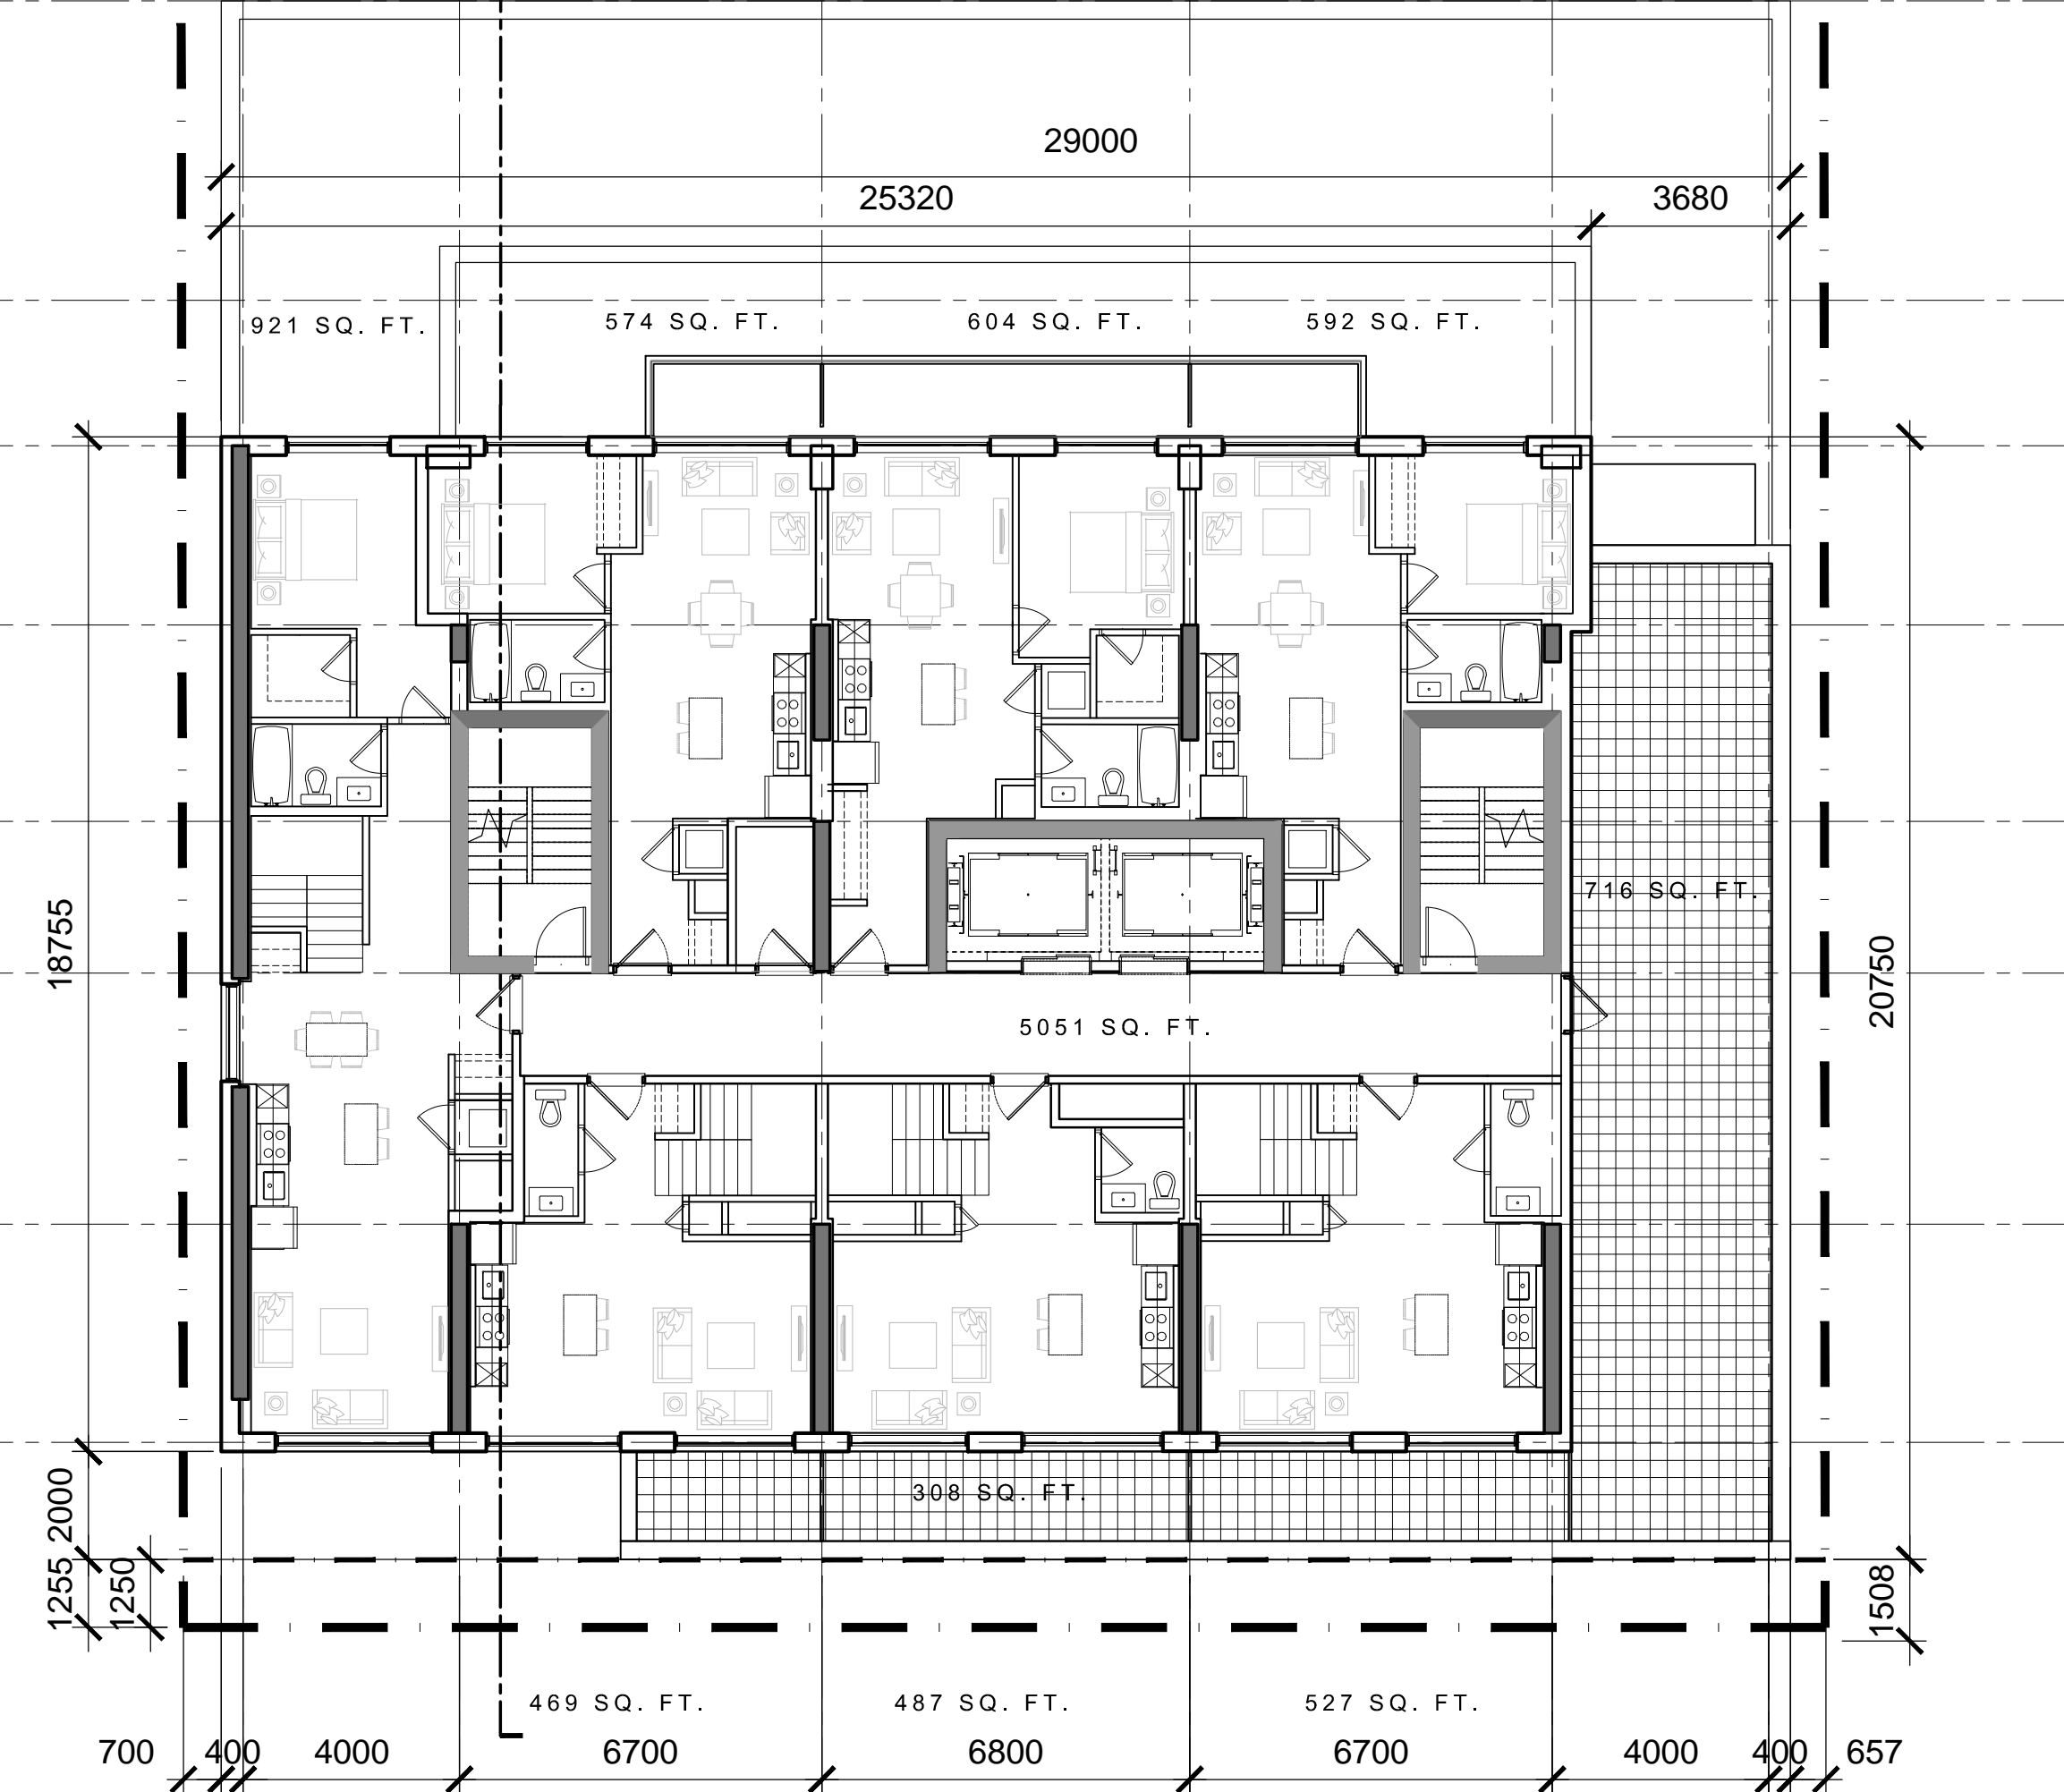 29000
25320
3680
921 SQ. FT.
574 SQ. FT.
604 SQ. FT.
592 SQ. FT.
716 SQ. FT.
18755
20750
5051 SQ. FT.
308 SQ. FT.
2000
1255
1250
1508
469 SQ. FT.
487 SQ. FT.
527 SQ. FT.
700
400
4000
6700
6800
6700
4000
400
657